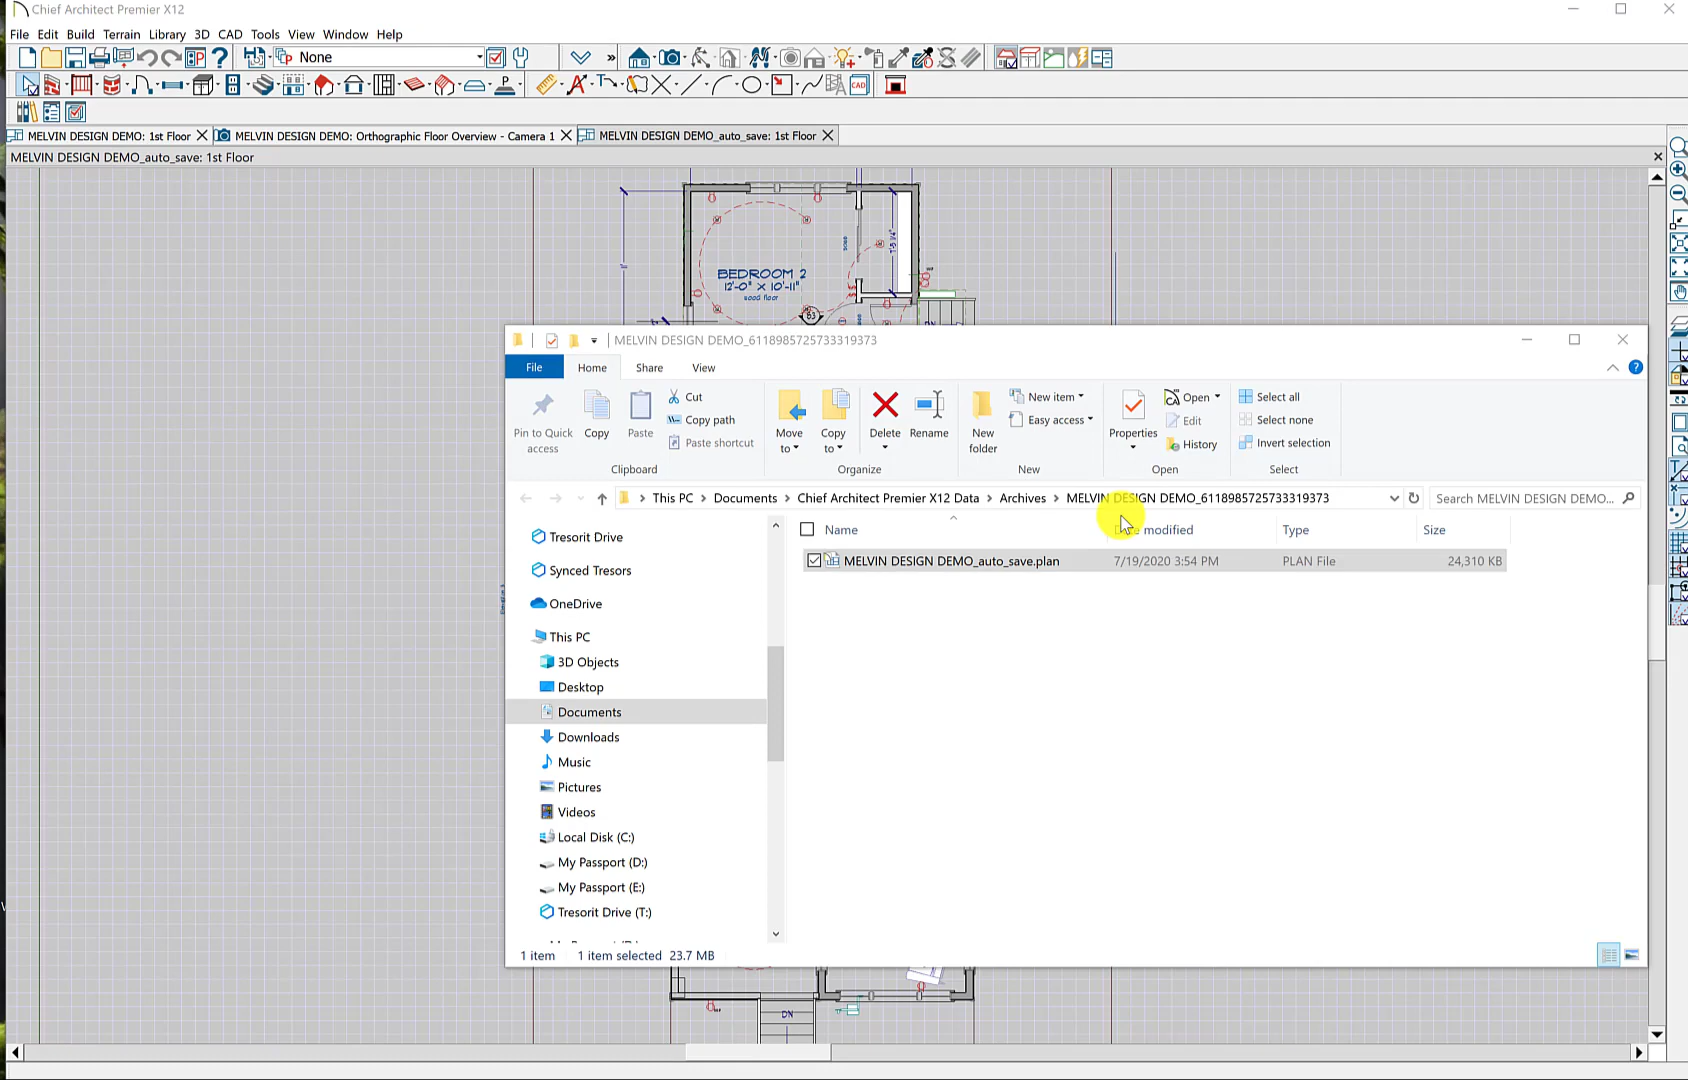 Chief Architect Premier X12
File Edit Build Terrain Library 3D CAD Tools View Window Help
None
»
MELVIN DESIGN DEMO: 1st Floor
MELVIN DESIGN DEMO: Orthographic Floor Overview - Camera 1
MELVIN DESIGN DEMO_auto_save: 1st Floor
MELVIN DESIGN DEMO_auto_save: 1st Floor
BEDROOM 2
12'-0" X 10'-11"
wood floor
MELVIN DESIGN DEMO_6118985725733319373
File Home Share View
Pin to Quick access
Copy
Paste
Cut
Copy path
Paste shortcut
Clipboard
Move to
Copy to
Delete
Rename
Organize
New folder
New item
Easy access
New
Properties
Open
Edit
History
Open
Select all
Select none
Invert selection
Select
This PC > Documents > Chief Architect Premier X12 Data > Archives > MELVIN DESIGN DEMO_6118985725733319373
Search MELVIN DESIGN DEMO...
Name
modified
Type
Size
MELVIN DESIGN DEMO_auto_save.plan 7/19/2020 3:54 PM PLAN File 24,310 KB
Tresorit Drive
Synced Tresors
OneDrive
This PC
3D Objects
Desktop
Documents
Downloads
Music
Pictures
Videos
Local Disk (C:)
My Passport (D:)
My Passport (E:)
Tresorit Drive (T:)
1 item 1 item selected 23.7 MB
DN